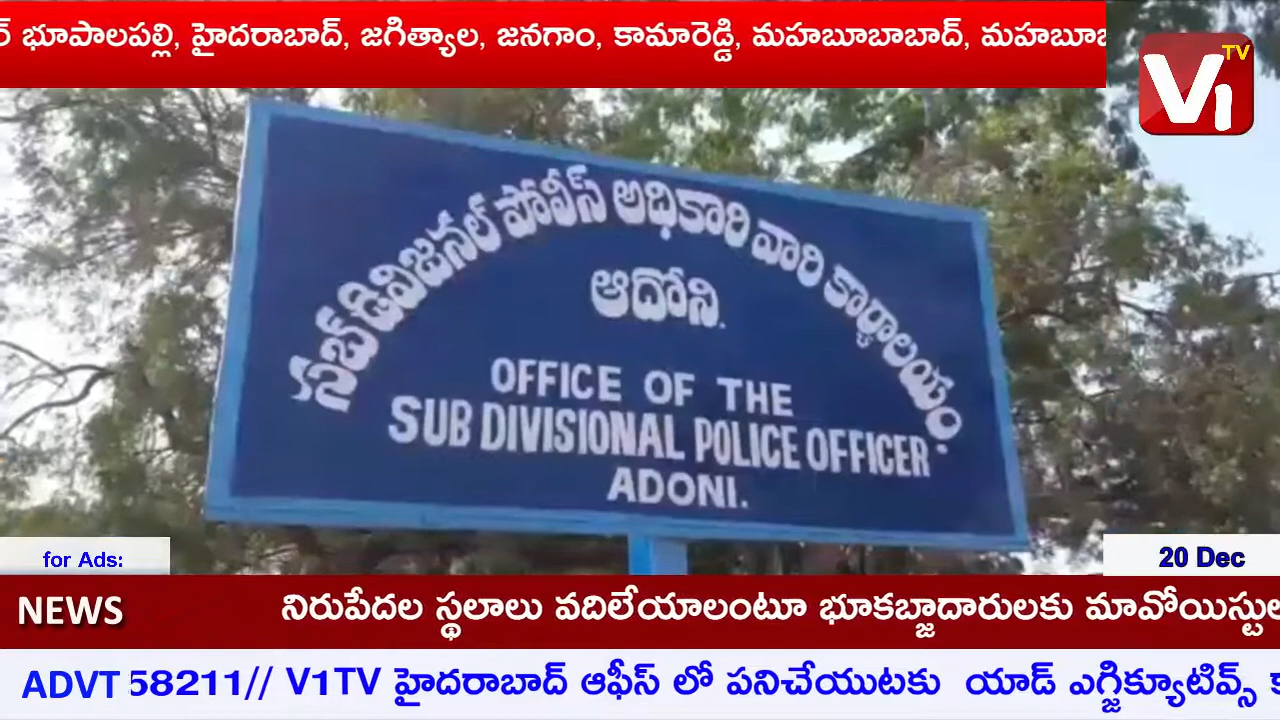 భూపాలపల్లి, హైదరాబాద్, జగిత్యాల, జనగాం, కామారెడ్డి, మహబూబాబాద్,
V1 TV
సబ్ డివిజనల్ పోలీస్ అధికారి వారి కార్యాలయం
ఆదోని.
OFFICE OF THE
SUB DIVISIONAL POLICE OFFICER
ADONI.
for Ads:
20 Dec
NEWS నిరుపేదల స్థలాలు వదిలేయాలంటూ భూకబ్జాదారులకు
ADVT 58211// V1TV హైదరాబాద్ ఆఫీస్ లో పనిచేయుటకు యాడ్ ఎగ్జిక్యూటివ్స్